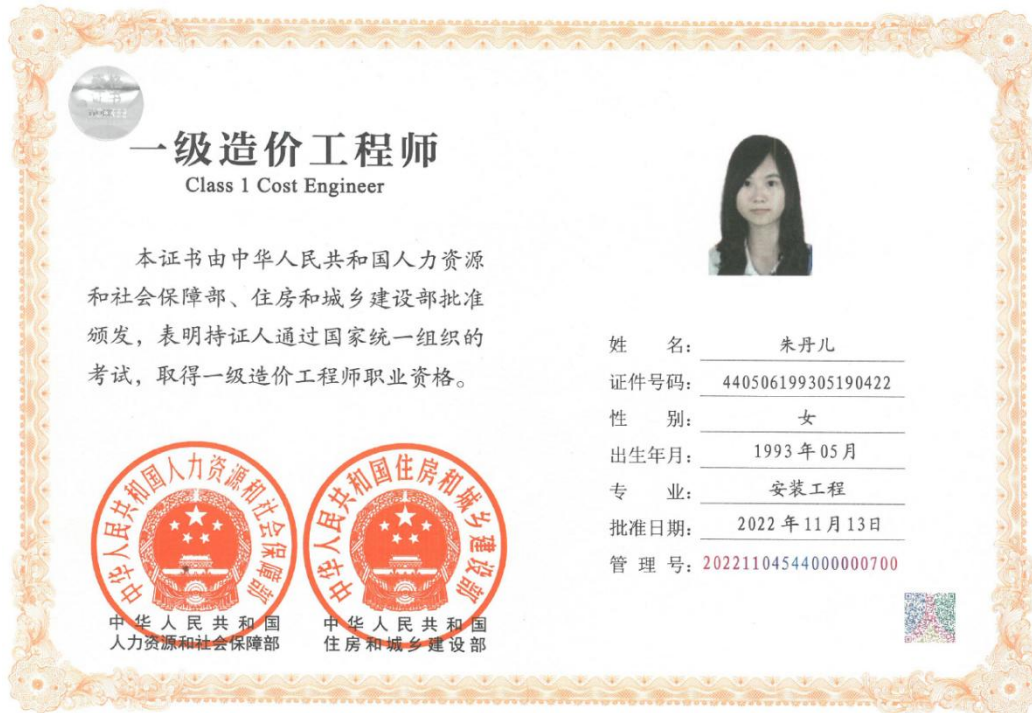 一级造价工程师
Class 1 Cost Engineer
本证书由中华人民共和国人力资源
和社会保障部、住房和城乡建设部批准
颁发，表明持证人通过国家统一组织的
考试，取得一级造价工程师职业资格。
中华人民共和国人力资源和社会保障部
中华人民共和国住房和城乡建设部
中华人民共和国
人力资源和社会保障部
中华人民共和国
住房和城乡建设部
姓 名：朱丹儿
证件号码：440506199305190422
性 别：女
出生年月：1993年05月
专 业：安装工程
批准日期：2022年11月13日
管 理 号：20221104544000000700